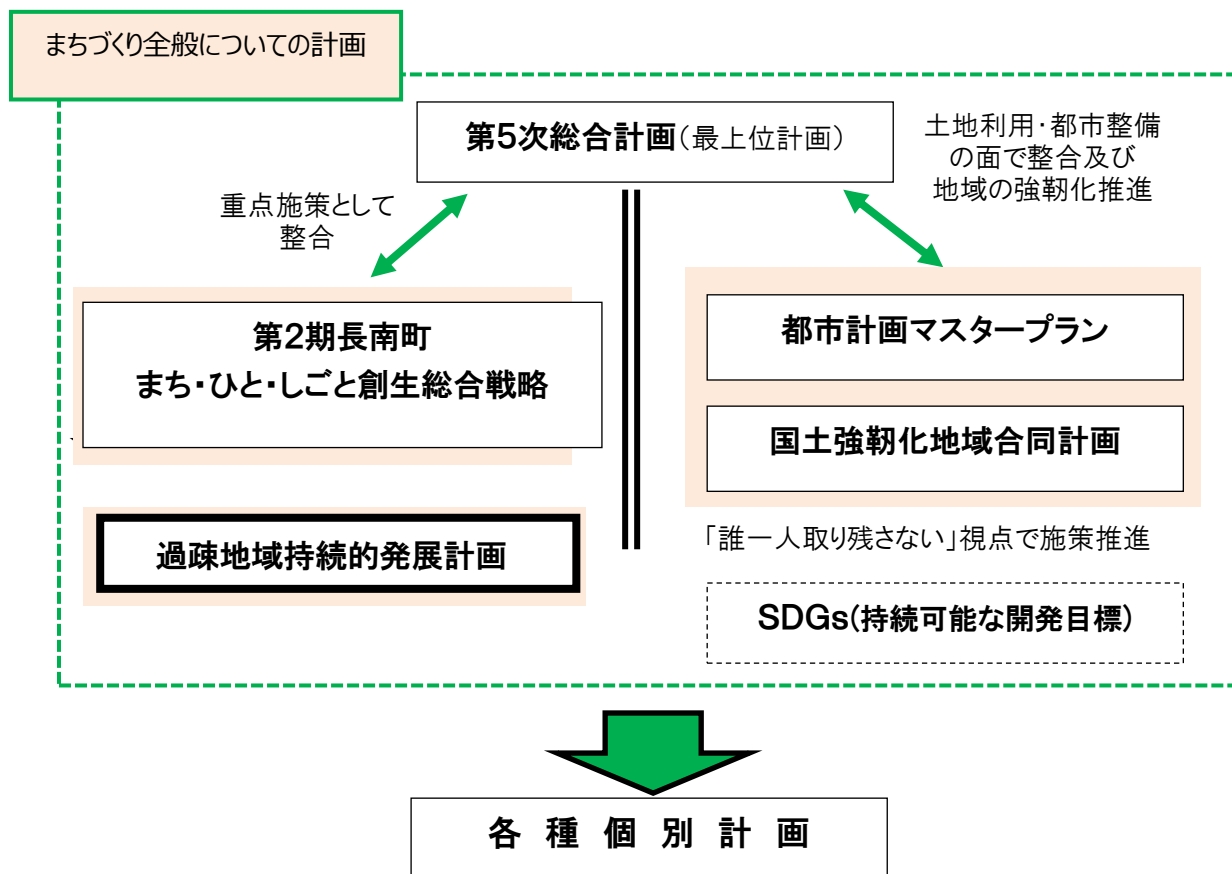 まちづくり全般についての計画
第5次総合計画（最上位計画）
土地利用・都市整備
の面で整合及び
地域の強靭化推進
重点施策として
整合
第2期長南町
まち・ひと・しごと創生総合戦略
都市計画マスタープラン
国土強靭化地域合同計画
過疎地域持続的発展計画
「誰一人取り残さない」視点で施策推進
SDGs(持続可能な開発目標)
各種個別計画